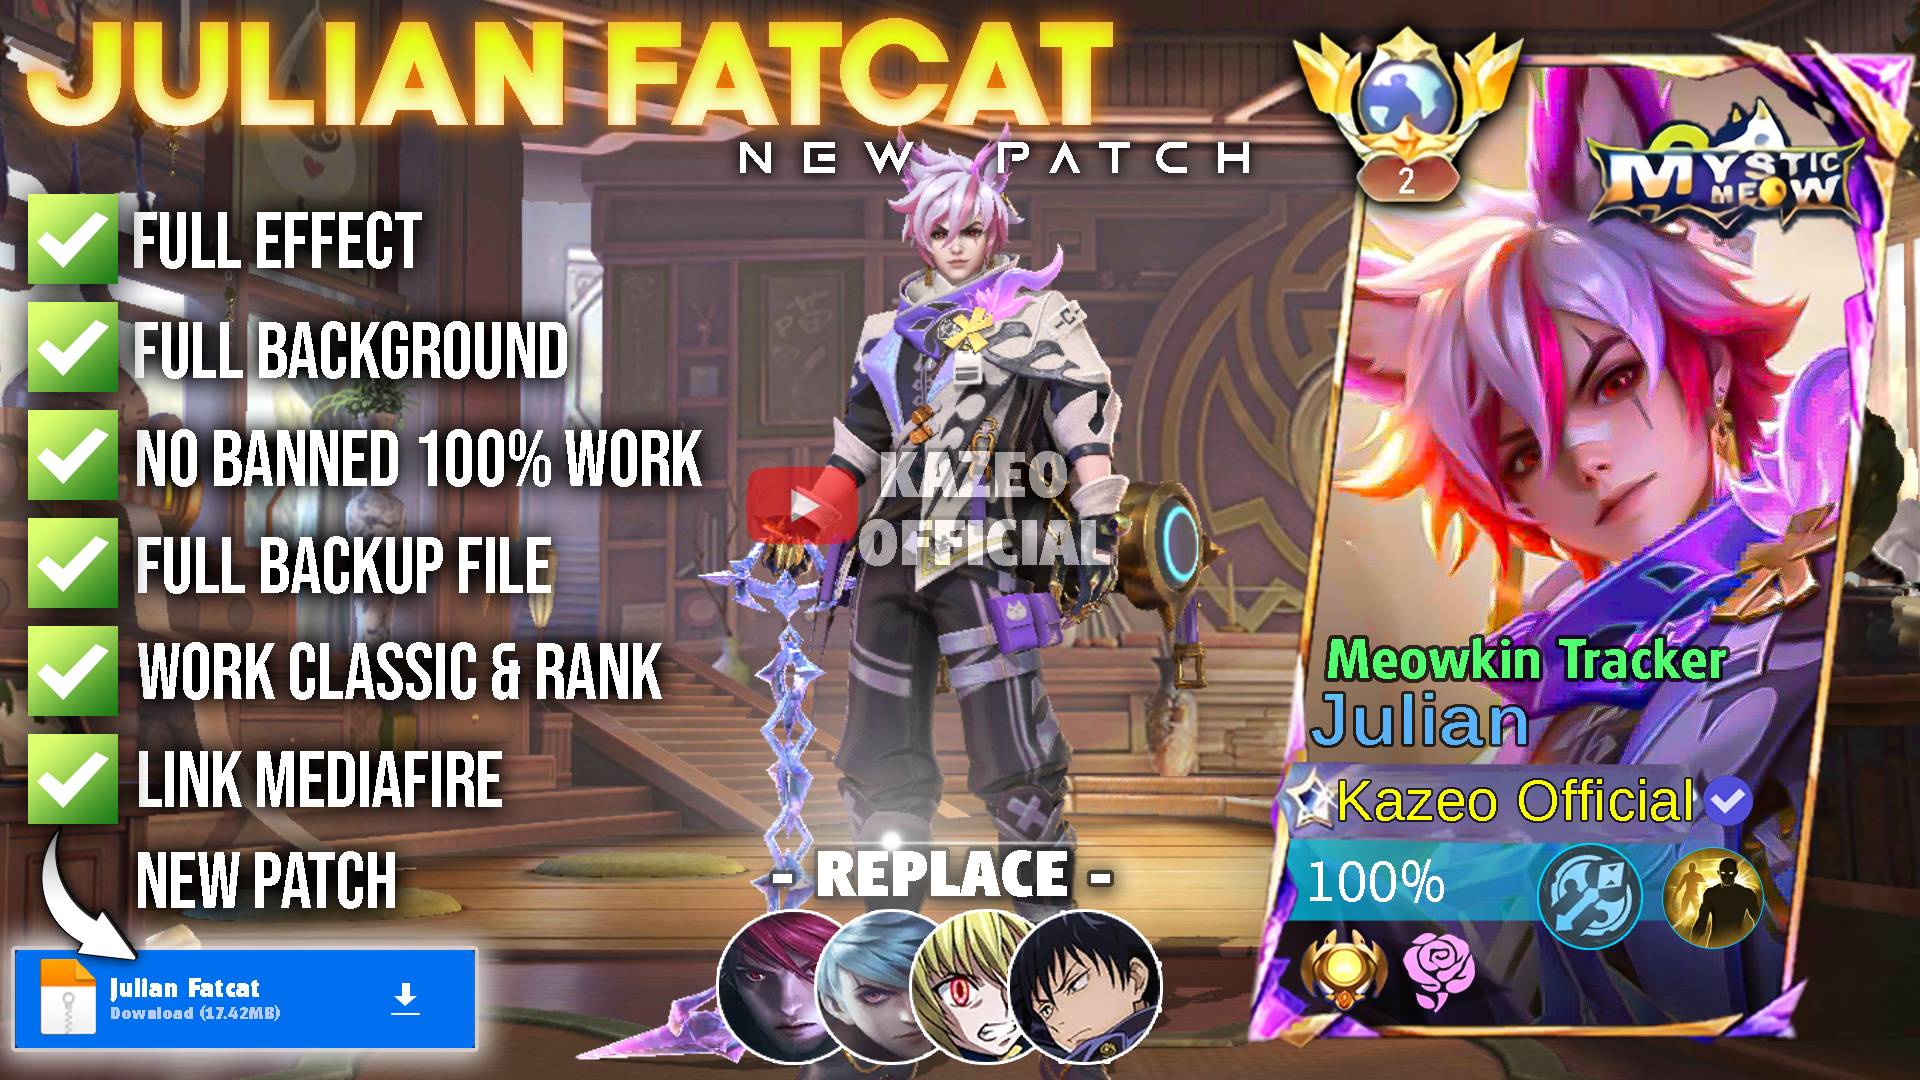 JULIAN FATCAT
NEW PATCH
FULL EFFECT
FULL BACKGROUND
NO BANNED 100% WORK
FULL BACKUP FILE
WORK CLASSIC & RANK
LINK MEDIAFIRE
NEW PATCH
Julian Fatcat
Download (17.42MB)
KAZEO
OFFICIAL
- REPLACE -
2
MYSTIC
MEOW
Meowkin Tracker
Julian
Kazeo Official
100%